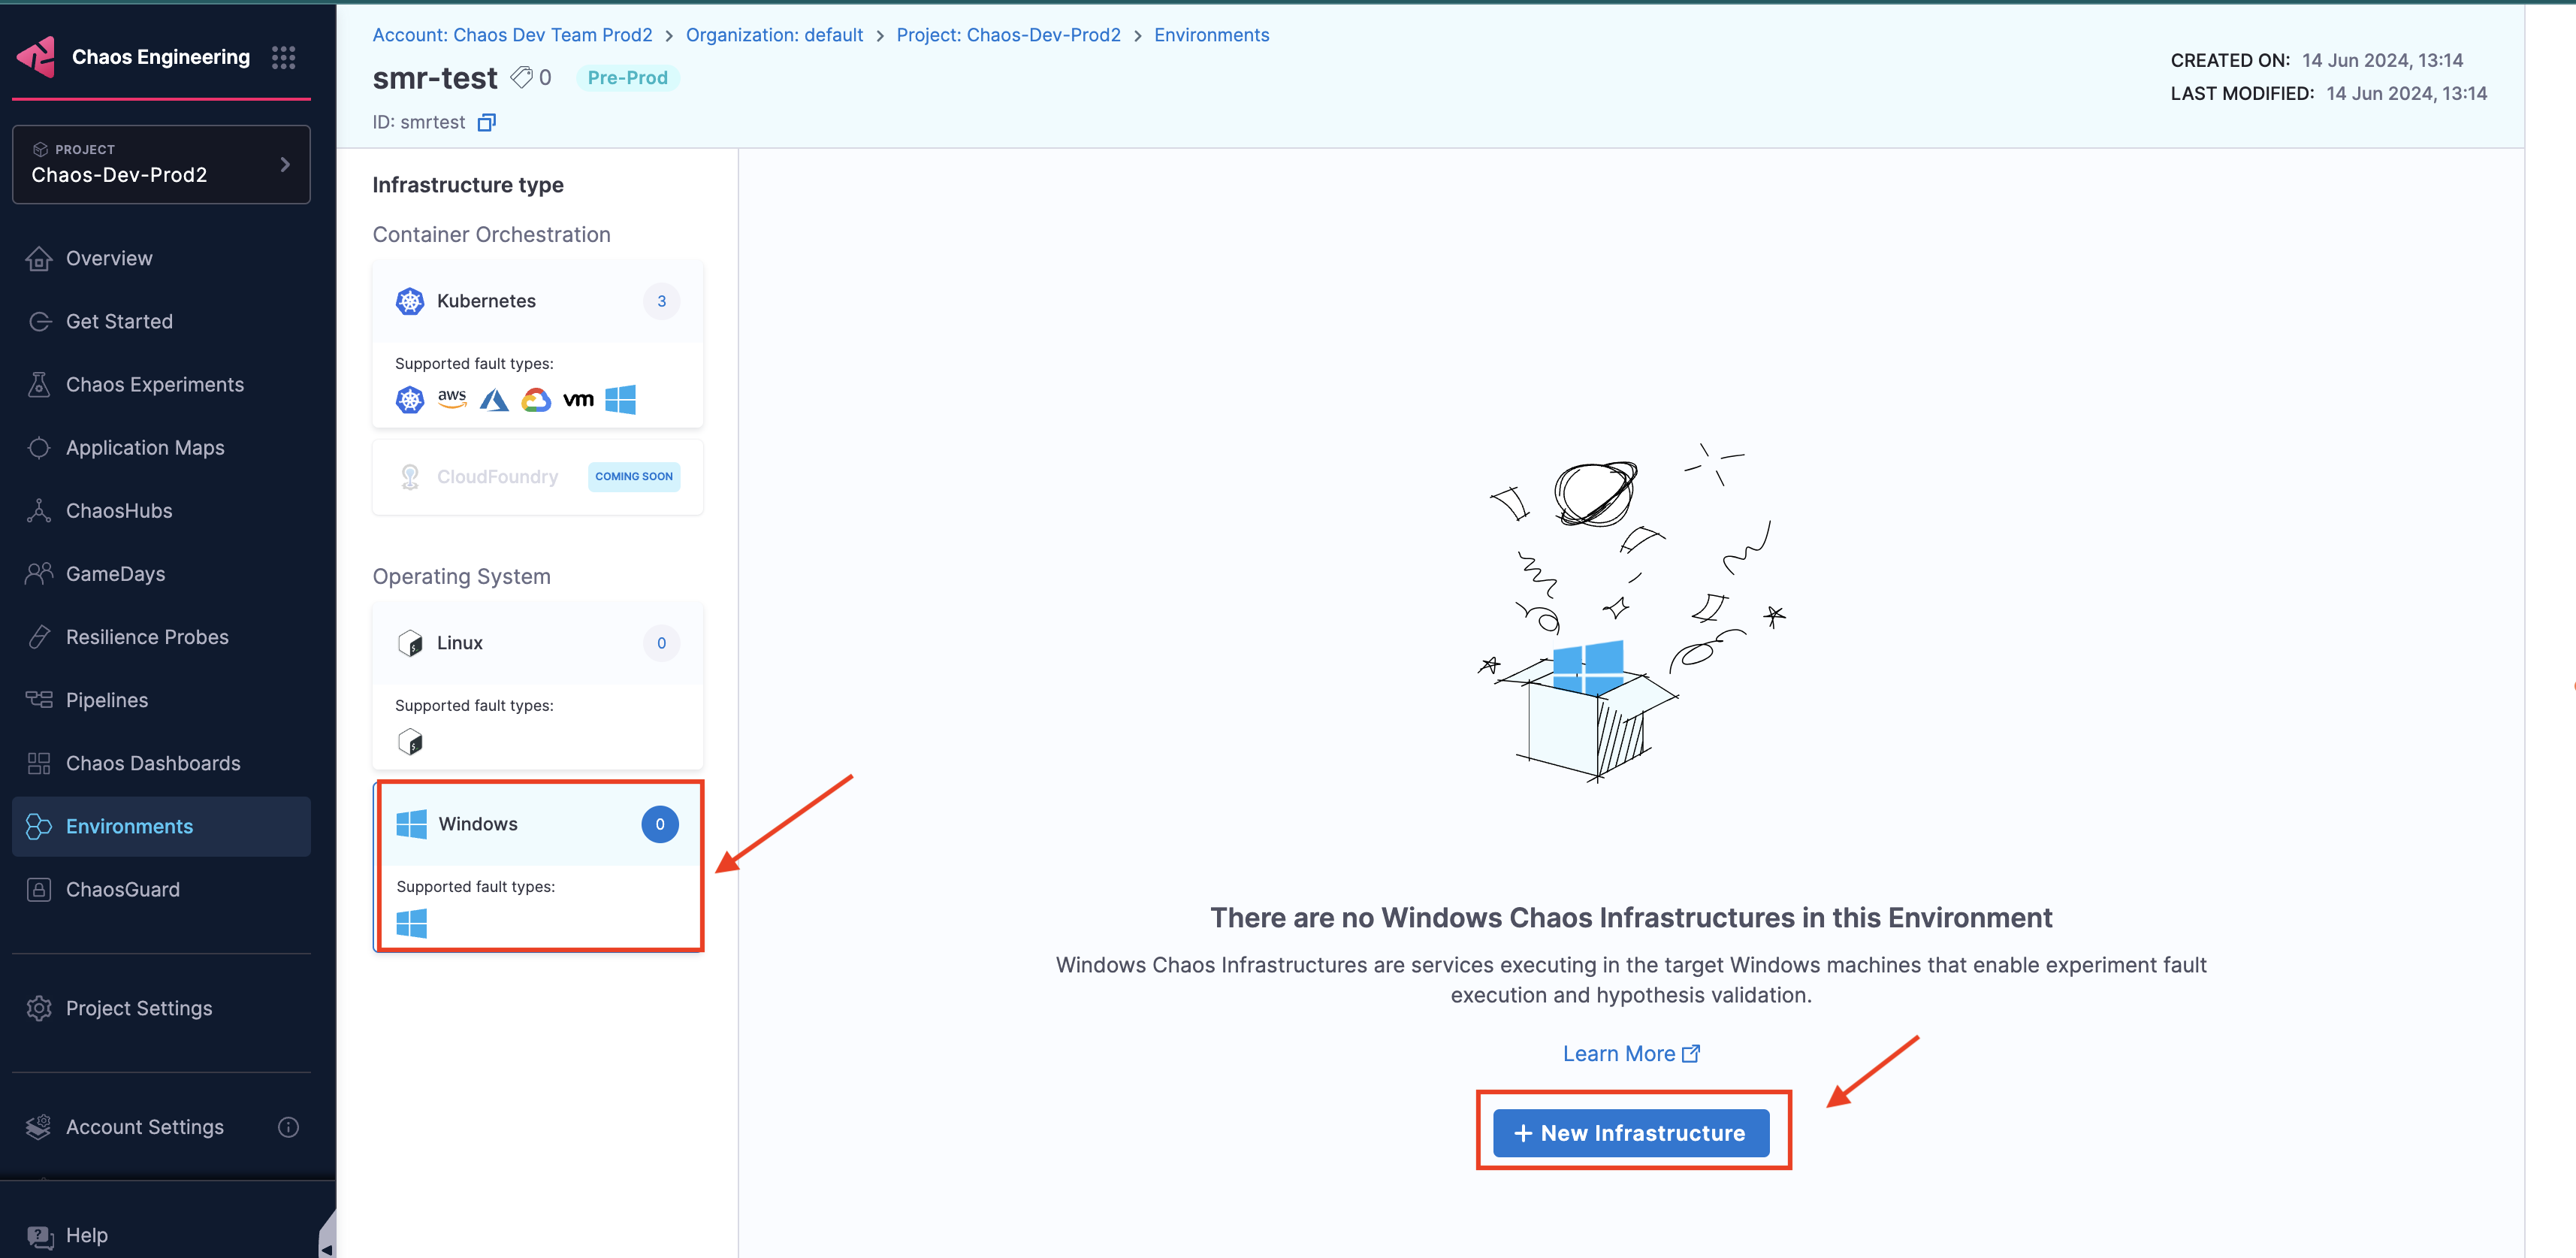 Chaos Engineering
PROJECT
Chaos-Dev-Prod2
Overview
Get Started
Chaos Experiments
Application Maps
ChaosHubs
GameDays
Resilience Probes
Pipelines
Chaos Dashboards
Environments
ChaosGuard
Project Settings
Account Settings
Help
Account: Chaos Dev Team Prod2 > Organization: default > Project: Chaos-Dev-Prod2 > Environments
smr-test 0 Pre-Prod
ID: smrtest
CREATED ON: 14 Jun 2024, 13:14
LAST MODIFIED: 14 Jun 2024, 13:14
Infrastructure type
Container Orchestration
Kubernetes 3
Supported fault types:
aws vm
CloudFoundry COMING SOON
Operating System
Linux 0
Supported fault types:
$
Windows 0
Supported fault types:
There are no Windows Chaos Infrastructures in this Environment
Windows Chaos Infrastructures are services executing in the target Windows machines that enable experiment fault
execution and hypothesis validation.
Learn More
+ New Infrastructure